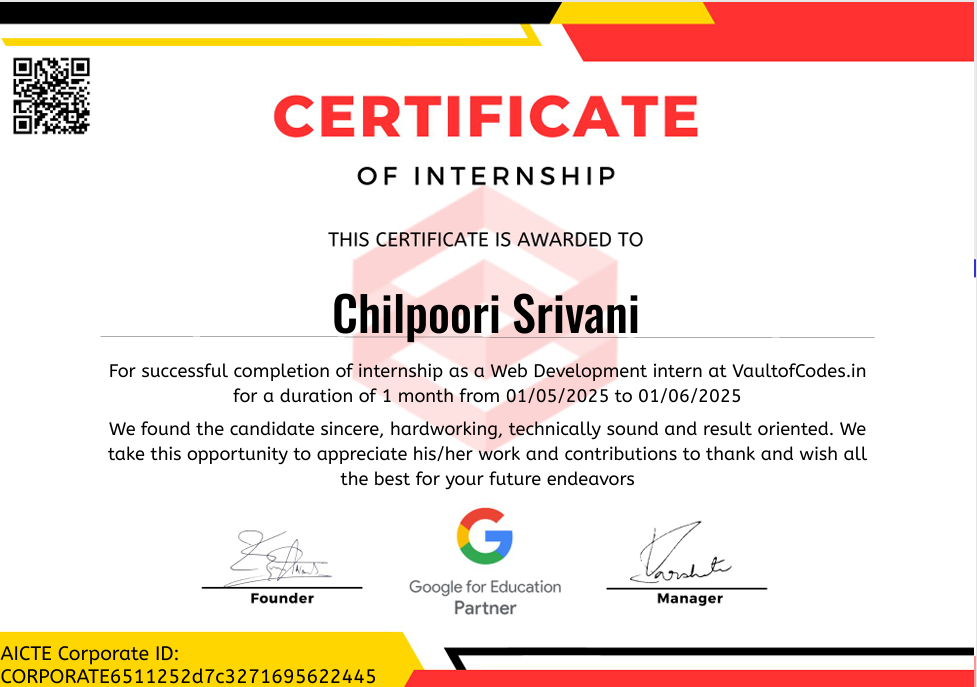 CERTIFICATE
OF INTERNSHIP
THIS CERTIFICATE IS AWARDED TO
Chilpoori Srivani
For successful completion of internship as a Web Development intern at VaultofCodes.in
for a duration of 1 month from 01/05/2025 to 01/06/2025
We found the candidate sincere, hardworking, technically sound and result oriented. We
take this opportunity to appreciate his/her work and contributions to thank and wish all
the best for your future endeavors
Google for Education
Partner
Founder
Manager
AICTE Corporate ID:
CORPORATE6511252d7c3271695622445